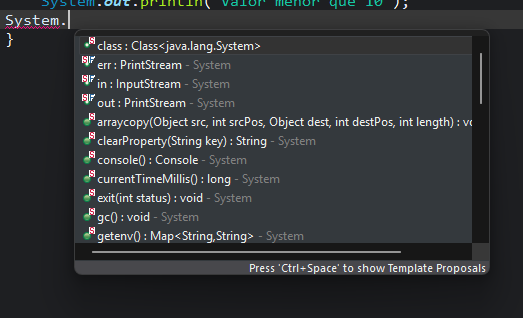 System.out.println("Valor menor que 10");
System.
}
class : Class<java.lang.System>
err : PrintStream - System
in : InputStream - System
out : PrintStream - System
arraycopy(Object src, int srcPos, Object dest, int destPos, int length) : vo
clearProperty(String key) : String - System
console() : Console - System
currentTimeMillis() : long - System
exit(int status) : void - System
gc() : void - System
getenv() : Map<String,String> - System
Press 'Ctrl+Space' to show Template Proposals